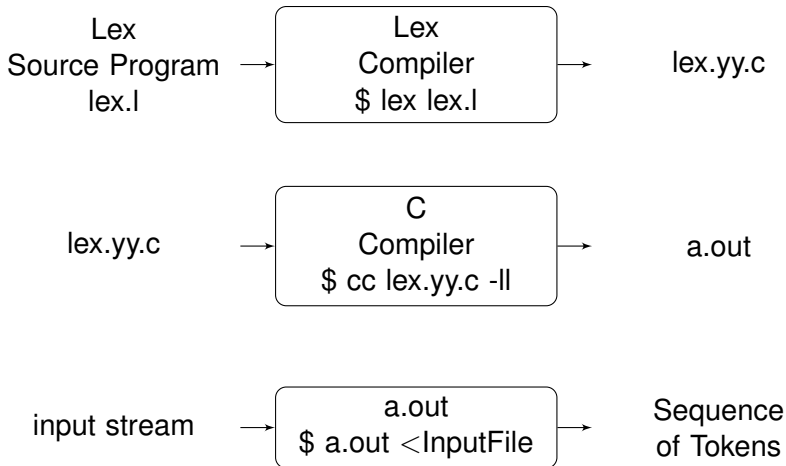 Lex
Source Program
lex.l
Lex
Compiler
$ lex lex.l
lex.yy.c
lex.yy.c
C
Compiler
$ cc lex.yy.c -ll
a.out
input stream
a.out
$ a.out <InputFile
Sequence
of Tokens